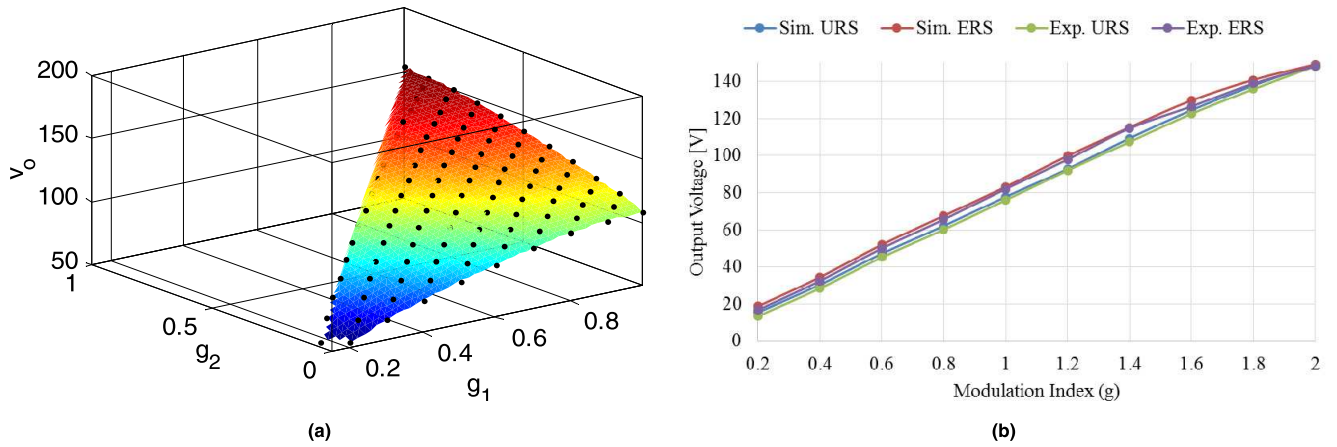 200
150
100
50
v_o
1
0.5
0
g_2
0.2
0.4
0.6
0.8
g_1
(a)
Sim. URS Sim. ERS Exp. URS Exp. ERS
140
120
100
80
60
40
20
0
Output Voltage [V]
0.2 0.4 0.6 0.8 1 1.2 1.4 1.6 1.8 2
Modulation Index (g)
(b)